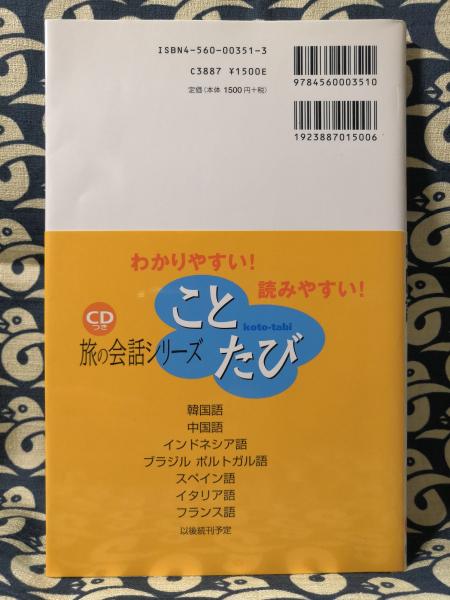 ISBN4-560-00351-3
C3887 ¥1500E
定価(本体 1500円+税)
9784560003510
1923887015006
わかりやすい!
読みやすい!
CD
つき
こと
koto-tabi
旅の会話シリーズ
たび
韓国語
中国語
インドネシア語
ブラジル ポルトガル語
スペイン語
イタリア語
フランス語
以後続刊予定